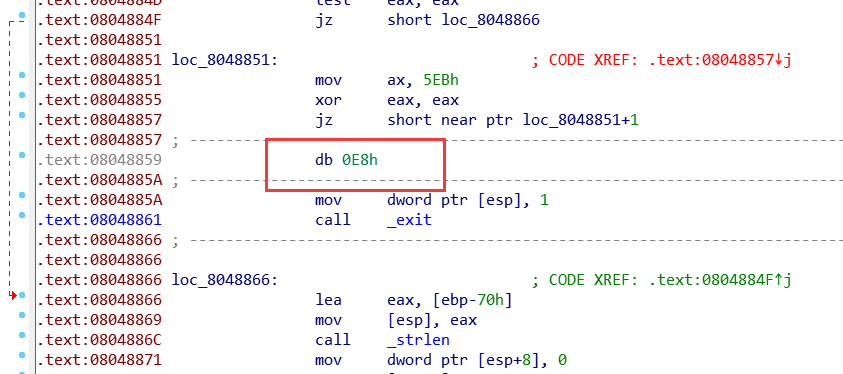 .text:0804884D test eax, eax
.text:0804884F jz short loc_8048866
.text:08048851
.text:08048851 loc_8048851: ; CODE XREF: .text:08048857↓j
.text:08048851 mov ax, 5EBh
.text:08048855 xor eax, eax
.text:08048857 jz short near ptr loc_8048851+1
.text:08048857 ; ---------------------------------------------------------------------------
.text:08048859 db 0E8h
.text:0804885A ; ---------------------------------------------------------------------------
.text:0804885A mov dword ptr [esp], 1
.text:08048861 call _exit
.text:08048866 ; ---------------------------------------------------------------------------
.text:08048866
.text:08048866 loc_8048866: ; CODE XREF: .text:0804884F↑j
.text:08048866 lea eax, [ebp-70h]
.text:08048869 mov [esp], eax
.text:0804886C call _strlen
.text:08048871 mov dword ptr [esp+8], 0